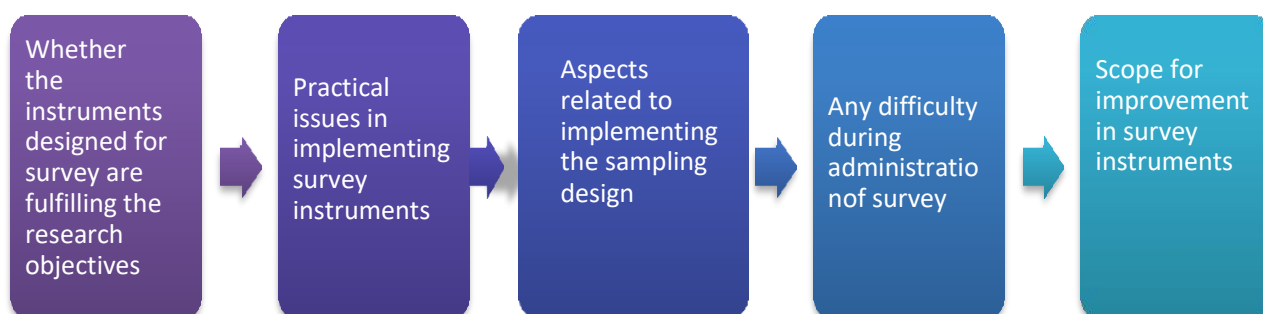 Whether
the
instruments
designed for
survey are
fulfilling the
research
objectives
Practical
issues in
implementing
survey
instruments
Aspects
related to
implementing
the sampling
design
Any difficulty
during
administratio
nof survey
Scope for
improvement
in survey
instruments